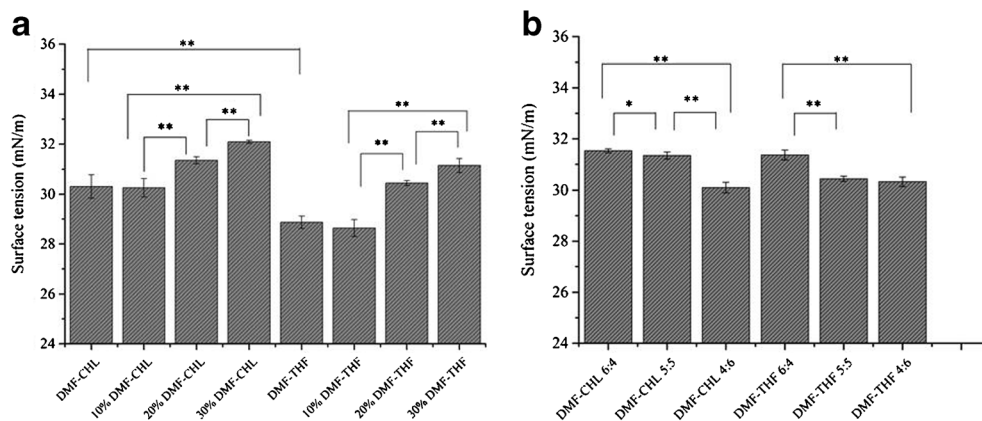 a
**
**
**
**
**
**
**
Surface tension (mN/m)
36
34
32
30
28
26
24
DMF-CHL
10% DMF-CHL
20% DMF-CHL
30% DMF-CHL
DMF-THF
10% DMF-THF
20% DMF-THF
30% DMF-THF
b
**
**
*
**
**
Surface tension (mN/m)
36
34
32
30
28
26
24
DMF-CHL 6:4
DMF-CHL 5:5
DMF-CHL 4:6
DMF-THF 6:4
DMF-THF 5:5
DMF-THF 4:6